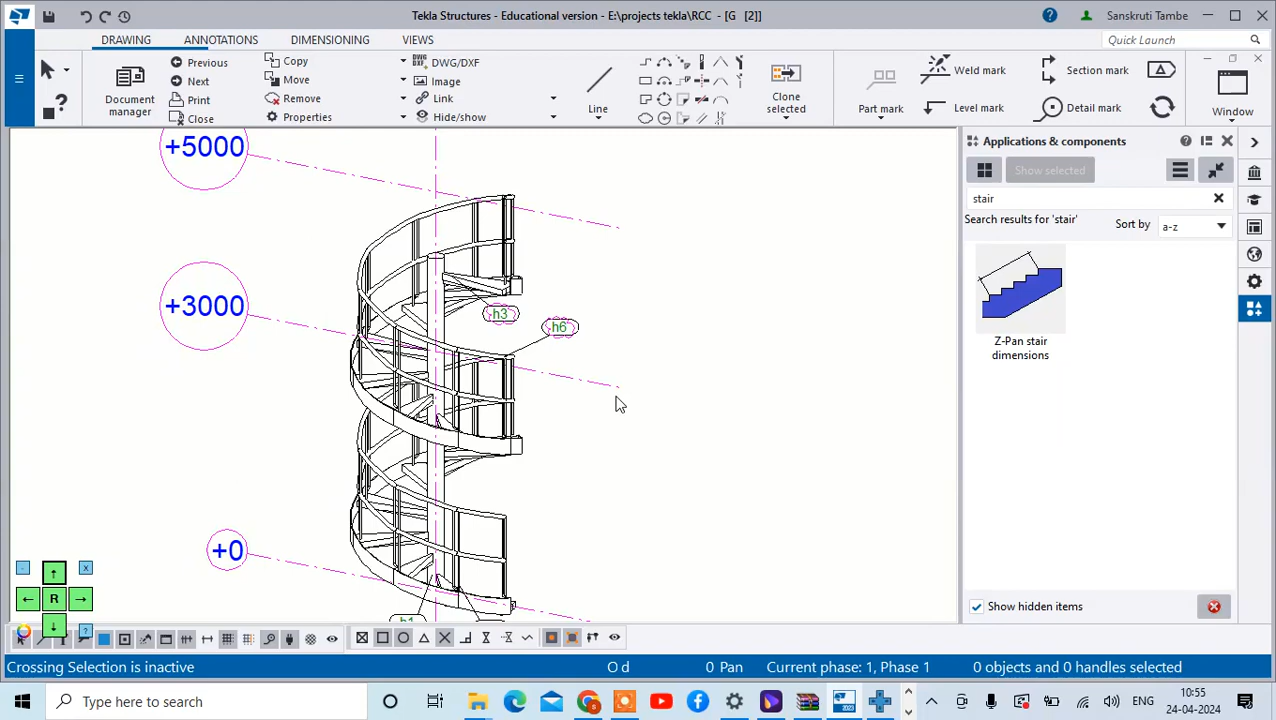 Tekla Structures - Educational version - E:\projects tekla\RCC - [G [2]]
Sanskruti Tambe
DRAWING ANNOTATIONS DIMENSIONING VIEWS
Quick Launch
Document manager
Previous
Next
Print
Close
Copy
Move
Remove
Properties
DWG/DXF
Image
Link
Hide/show
Line
Clone selected
Part mark
Weld mark
Level mark
Section mark
Detail mark
Window
Applications & components
Show selected
stair
Search results for 'stair'
Sort by a-z
Z-Pan stair dimensions
Show hidden items
+5000
+3000
+0
h3
h6
h1
R
Crossing Selection is inactive
O d
0 Pan
Current phase: 1, Phase 1
0 objects and 0 handles selected
Type here to search
ENG
10:55
24-04-2024